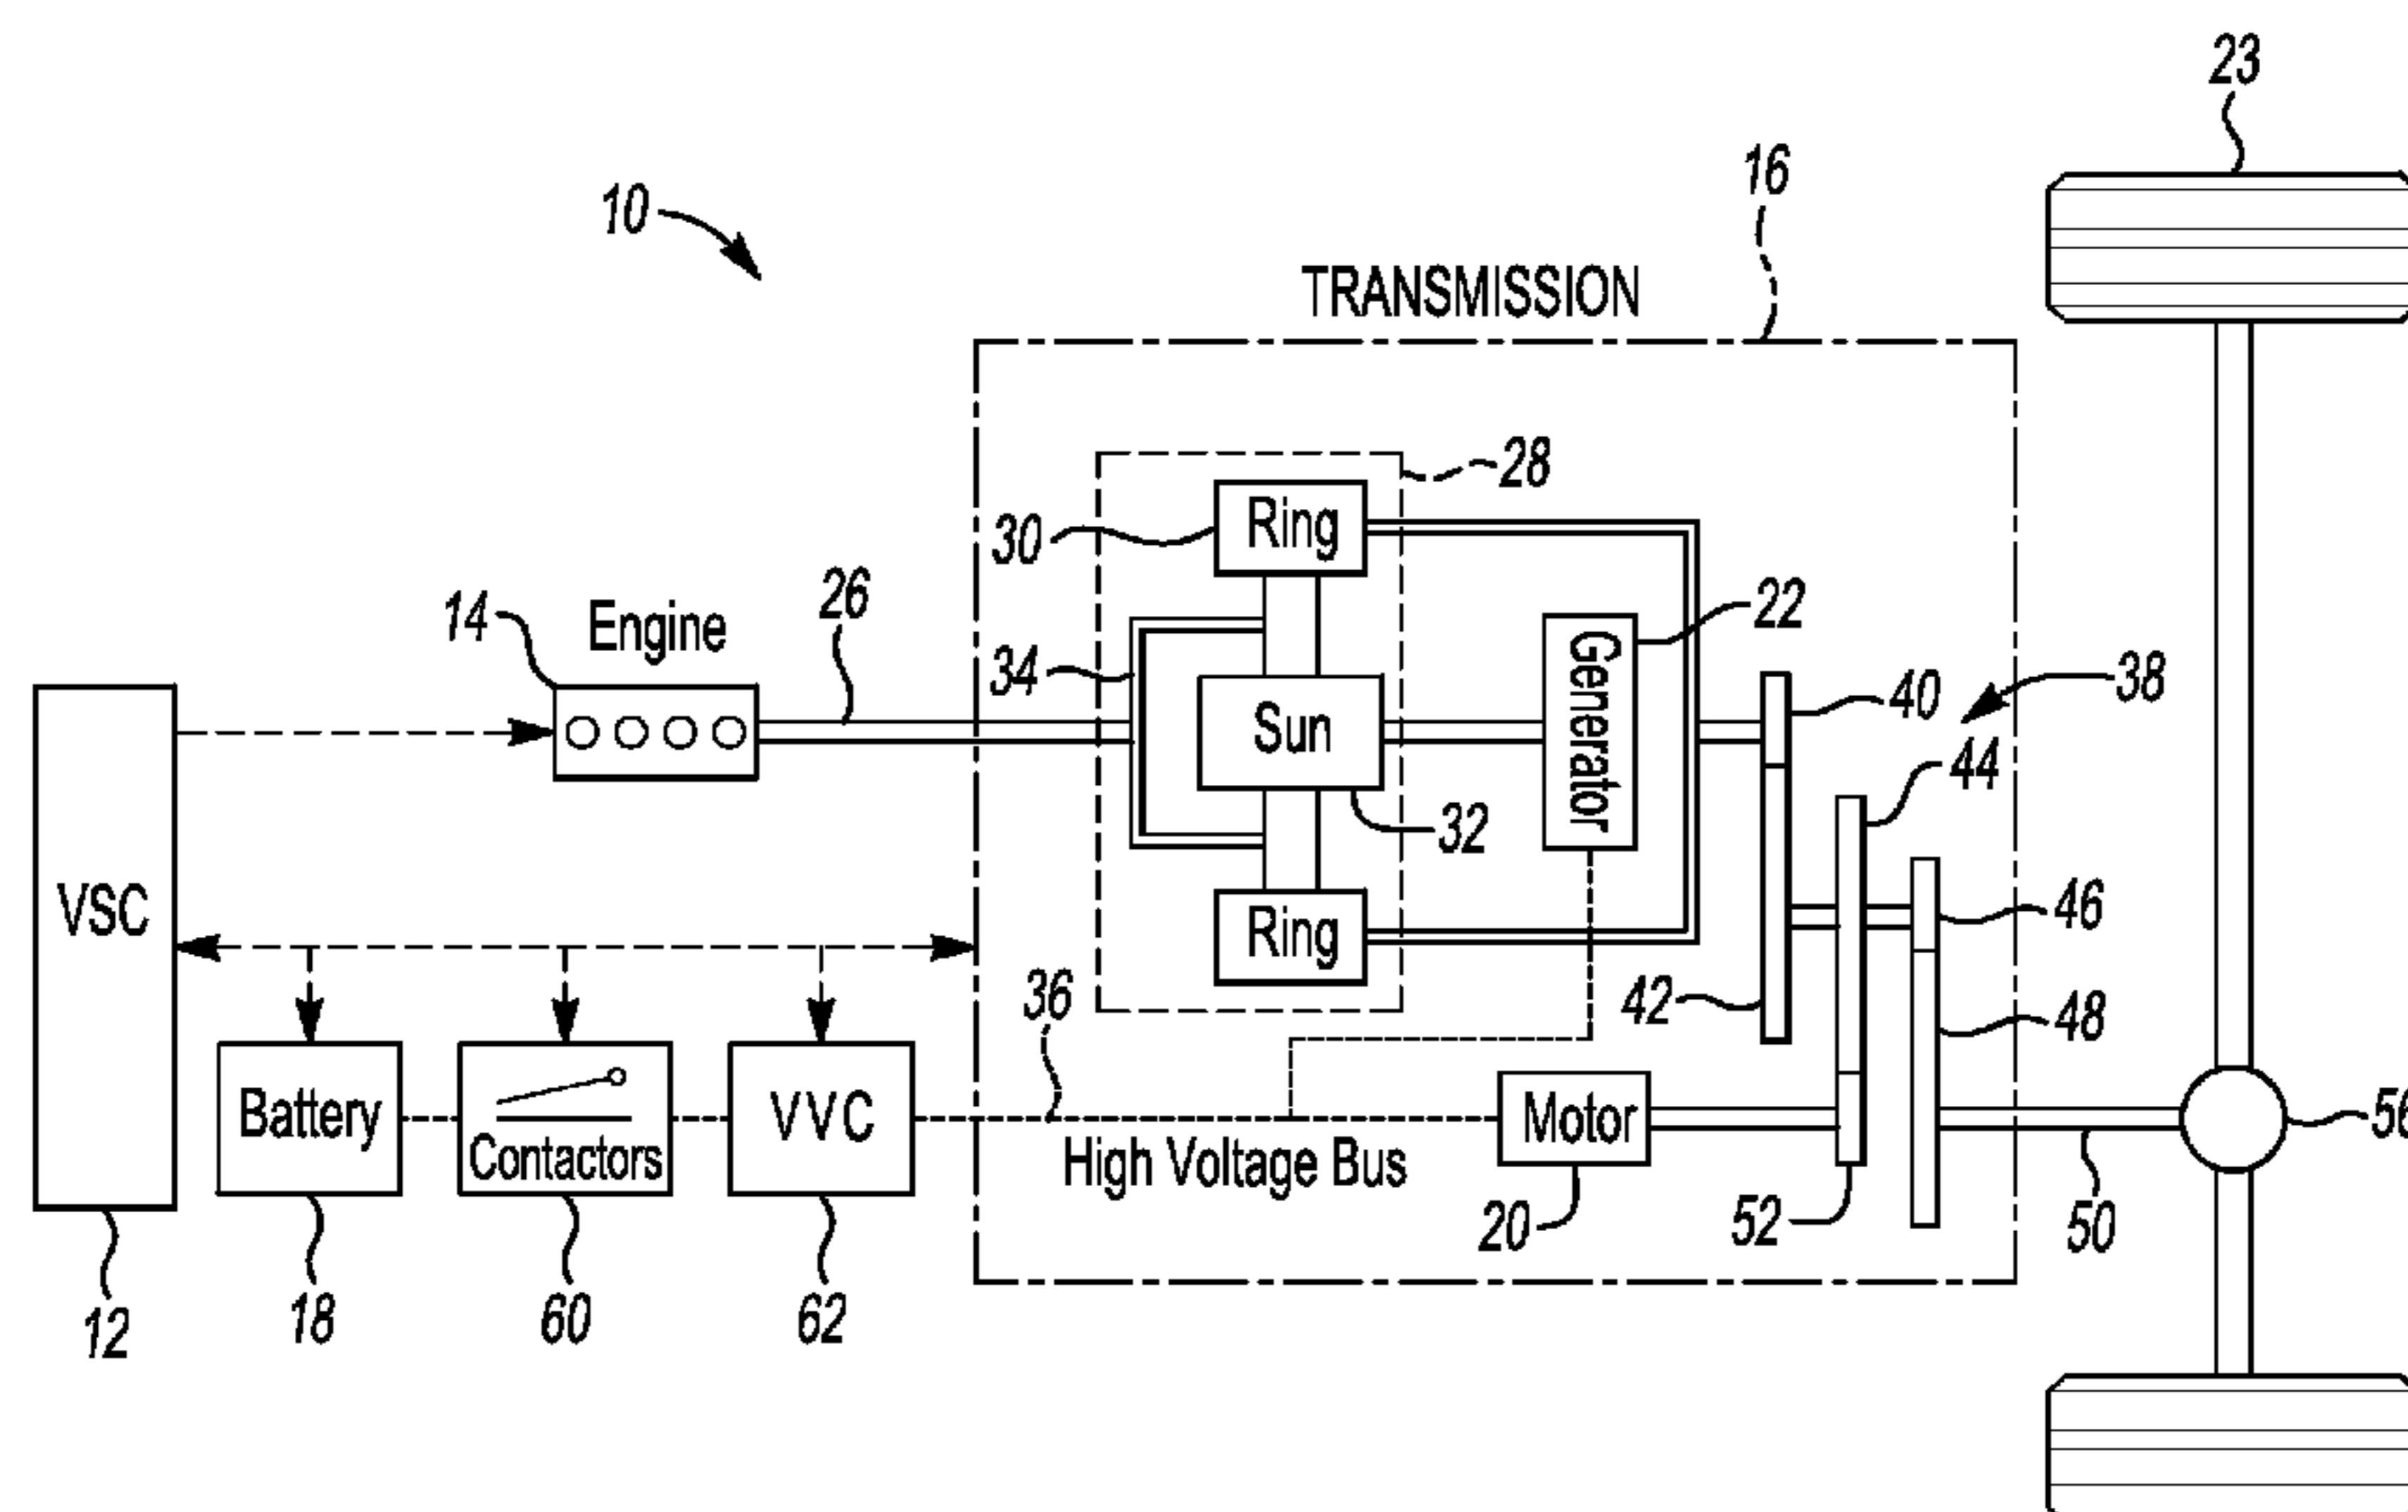 23
16
10
TRANSMISSION
28
Ring
30
26
22
14
Engine
34
Generator
40
38
Sun
44
32
VSC
46
Ring
36
42
48
Battery
Contactors
VVC
High Voltage Bus
Motor
56
20
52
50
12
18
60
62